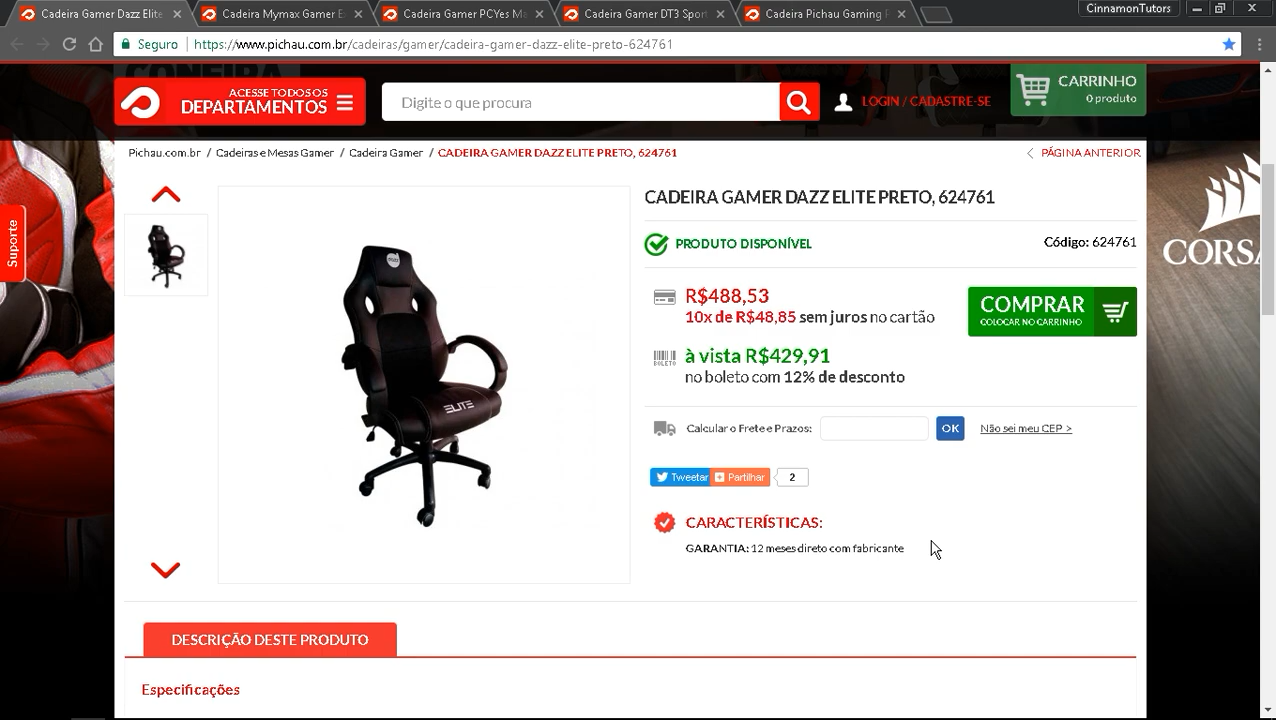 Cadeira Gamer Dazz Elite
Cadeira Mymax Gamer E
Cadeira Gamer PCYes Ma
Cadeira Gamer DT3 Sport
Cadeira Pichau Gaming
CinnamonTutors
Seguro
https://www.pichau.com.br/cadeiras/gamer/cadeira-gamer-dazz-elite-preto-624761
ACESSE TODOS OS
DEPARTAMENTOS
Digite o que procura
LOGIN / CADASTRE-SE
CARRINHO
0 produto
Pichau.com.br / Cadeiras e Mesas Gamer / Cadeira Gamer / CADEIRA GAMER DAZZ ELITE PRETO, 624761
PÁGINA ANTERIOR
Suporte
CADEIRA GAMER DAZZ ELITE PRETO, 624761
PRODUTO DISPONÍVEL
Código: 624761
CORSA
R$488,53
10x de R$48,85 sem juros no cartão
COMPRAR
COLOCAR NO CARRINHO
BOLETO
à vista R$429,91
no boleto com 12% de desconto
ELITE
Calcular o Frete e Prazos:
OK
Não sei meu CEP >
Tweetar
Partilhar
2
CARACTERÍSTICAS:
GARANTIA: 12 meses direto com fabricante
DESCRIÇÃO DESTE PRODUTO
Especificações